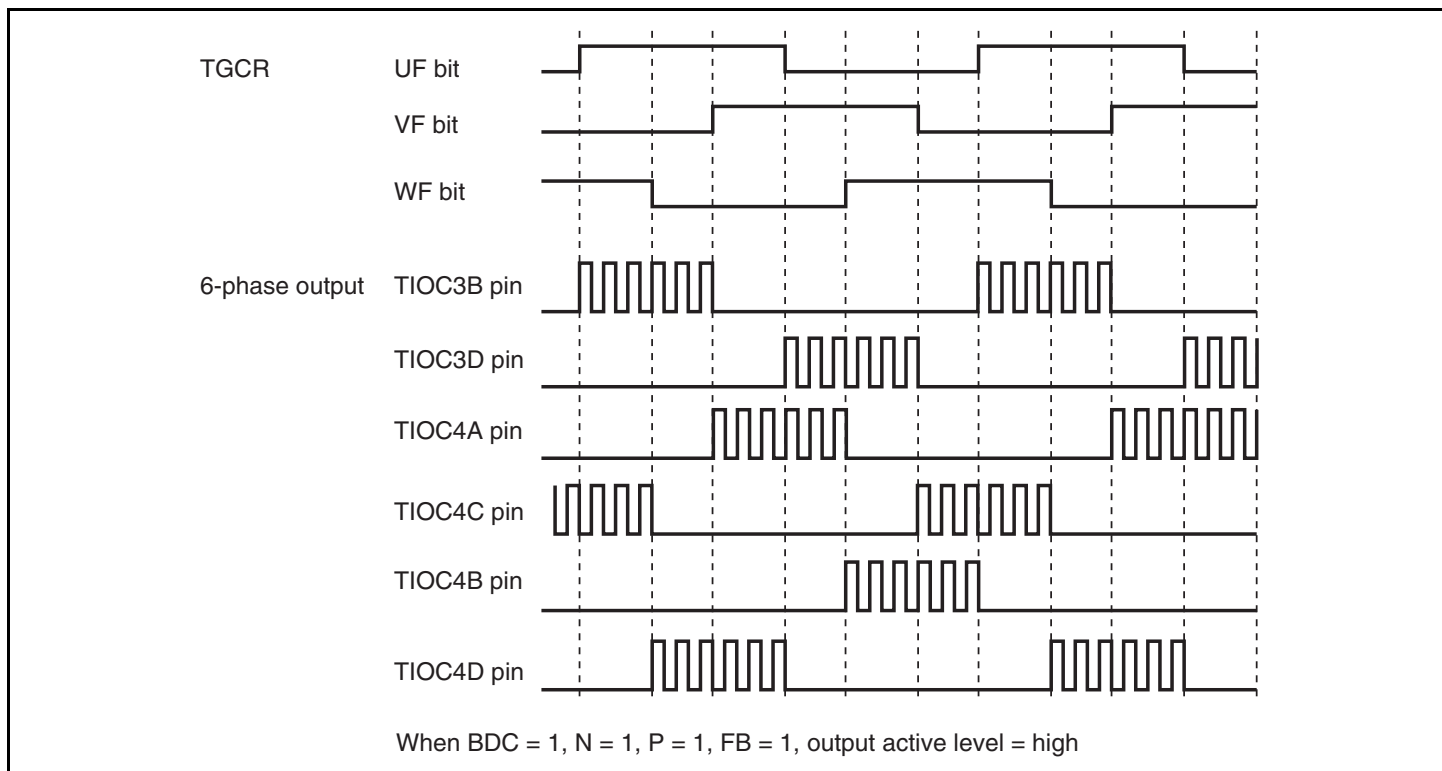 TGCR UF bit
VF bit
WF bit
6-phase output TIOC3B pin
TIOC3D pin
TIOC4A pin
TIOC4C pin
TIOC4B pin
TIOC4D pin
When BDC = 1, N = 1, P = 1, FB = 1, output active level = high